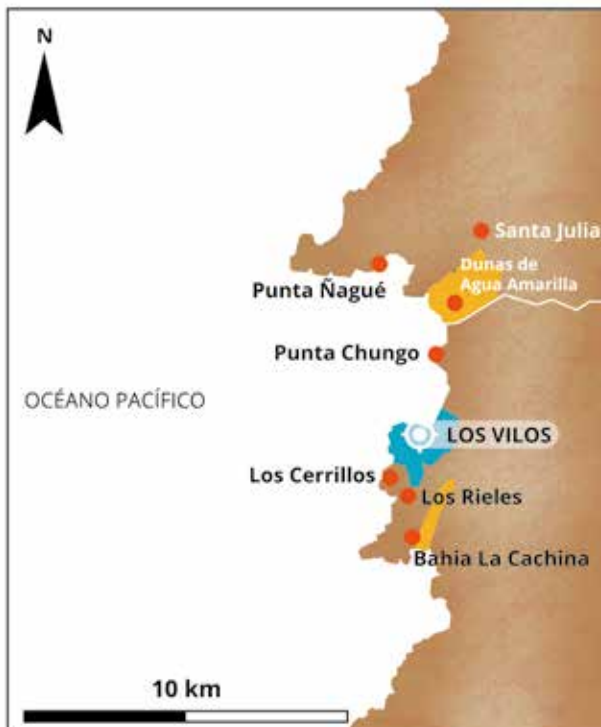 N
Santa Julia
Dunas de
Agua Amarilla
Punta Ñagué
Punta Chungo
OCÉANO PACÍFICO
LOS VILOS
Los Cerrillos
Los Rieles
Bahia La Cachina
10 km